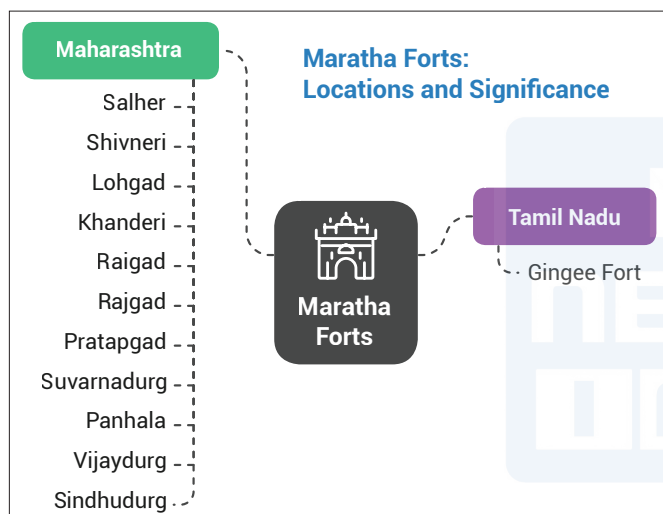 Maharashtra
Maratha Forts:
Locations and Significance
Salher
Shivneri
Lohgad
Khanderi
Raigad
Rajgad
Pratapgad
Suvarnadurg
Panhala
Vijaydurg
Sindhudurg
Maratha
Forts
Tamil Nadu
Gingee Fort